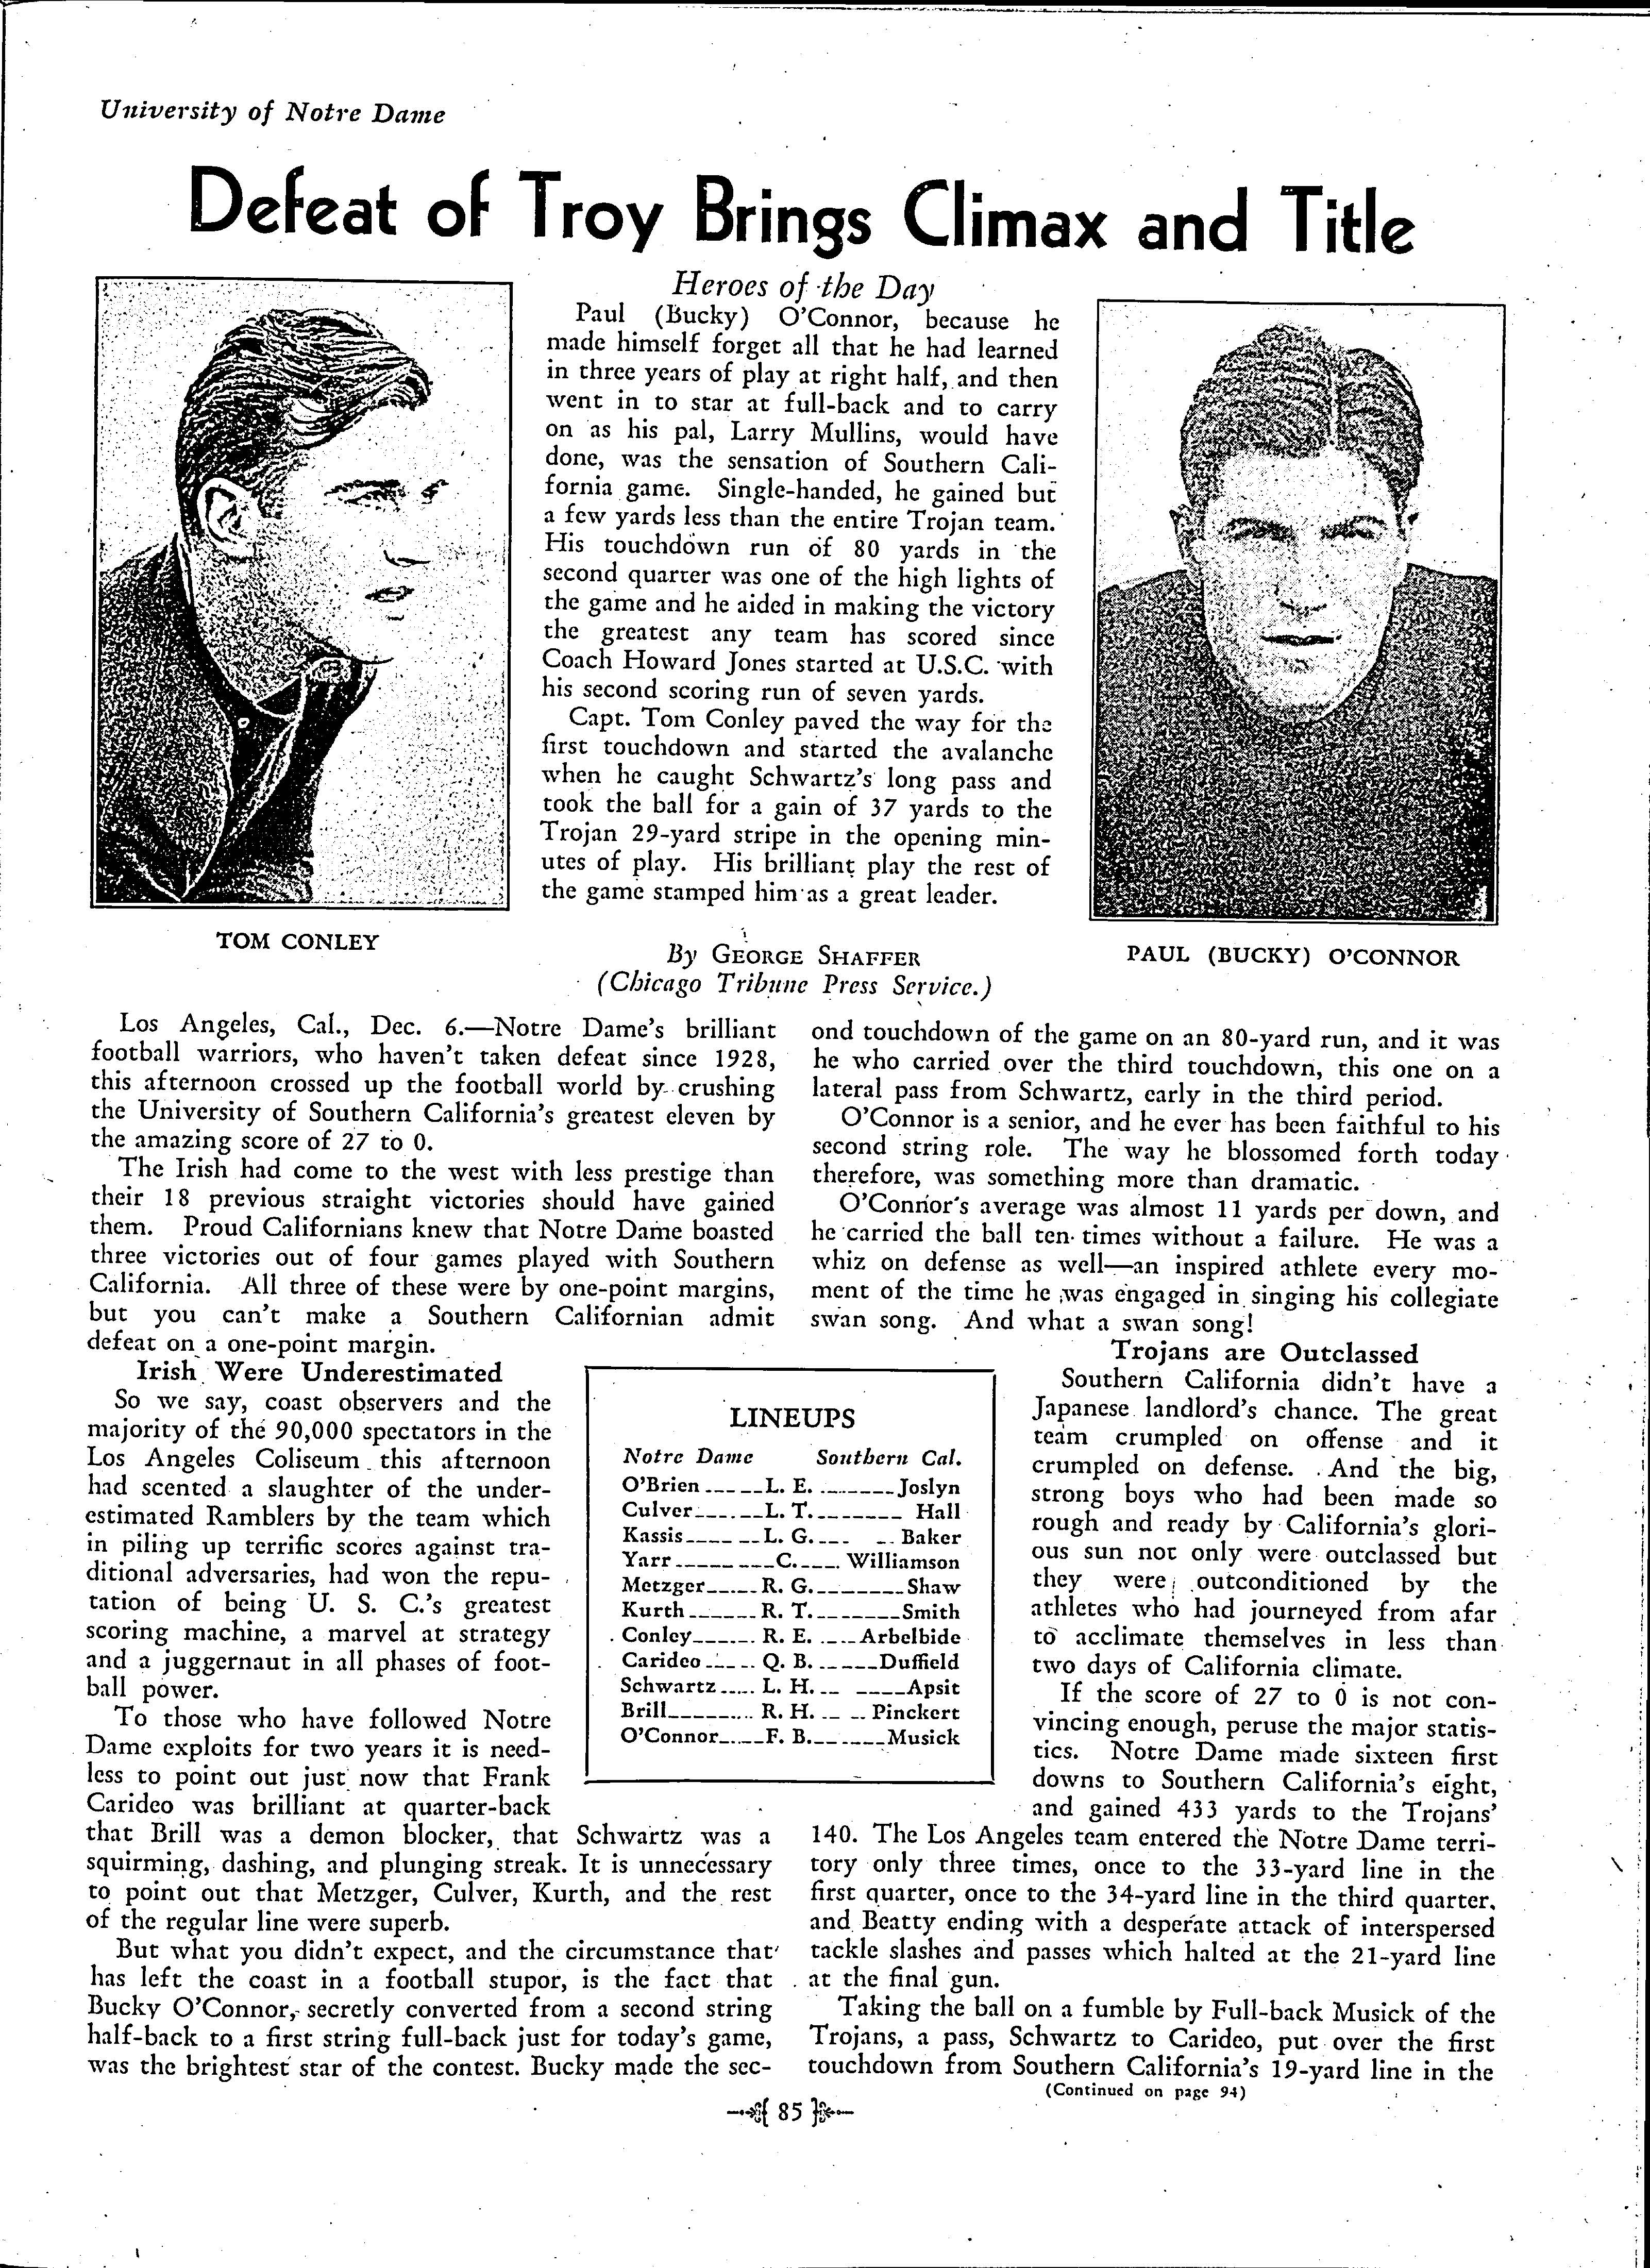 University of Notre Dame
Defeat of Troy Brings Climax and Title
Heroes of the Day
Paul (Bucky) O'Connor, because he
made himself forget all that he had learned
in three years of play at right half, and then
went in to star at full-back and to carry
on as his pal, Larry Mullins, would have
done, was the sensation of Southern Cali-
fornia game. Single-handed, he gained but
a few yards less than the entire Trojan team.
His touchdown run of 80 yards in the
second quarter was one of the high lights of
the game and he aided in making the victory
the greatest any team has scored since
Coach Howard Jones started at U.S.C. with
his second scoring run of seven yards.
Capt. Tom Conley paved the way for the
first touchdown and started the avalanche
when he caught Schwartz's long pass and
took the ball for a gain of 37 yards to the
Trojan 29-yard stripe in the opening min-
utes of play. His brilliant play the rest of
the game stamped him as a great leader.
TOM CONLEY
PAUL (BUCKY) O'CONNOR
By GEORGE SHAFFER
(Chicago Tribune Press Service.)
Los Angeles, Cal., Dec. 6.—Notre Dame's brilliant
football warriors, who haven't taken defeat since 1928,
this afternoon crossed up the football world by crushing
the University of Southern California's greatest eleven by
the amazing score of 27 to 0.
The Irish had come to the west with less prestige than
their 18 previous straight victories should have gained
them. Proud Californians knew that Notre Dame boasted
three victories out of four games played with Southern
California. All three of these were by one-point margins,
but you can't make a Southern Californian admit
defeat on a one-point margin.
Irish Were Underestimated
So we say, coast observers and the
majority of the 90,000 spectators in the
Los Angeles Coliseum this afternoon
had scented a slaughter of the under-
estimated Ramblers by the team which
in piling up terrific scores against tra-
ditional adversaries, had won the repu-
tation of being U. S. C.'s greatest
scoring machine, a marvel at strategy
and a juggernaut in all phases of foot-
ball power.
To those who have followed Notre
Dame exploits for two years it is need-
less to point out just now that Frank
Carideo was brilliant at quarter-back
that Brill was a demon blocker, that Schwartz was a
squirming, dashing, and plunging streak. It is unnecessary
to point out that Metzger, Culver, Kurth, and the rest
of the regular line were superb.
But what you didn't expect, and the circumstance that
has left the coast in a football stupor, is the fact that
Bucky O'Connor, secretly converted from a second string
half-back to a first string full-back just for today's game,
was the brightest star of the contest. Bucky made the sec-
ond touchdown of the game on an 80-yard run, and it was
he who carried over the third touchdown, this one on a
lateral pass from Schwartz, early in the third period.
O'Connor is a senior, and he ever has been faithful to his
second string role. The way he blossomed forth today
therefore, was something more than dramatic.
O'Connor's average was almost 11 yards per down, and
he carried the ball ten times without a failure. He was a
whiz on defense as well—an inspired athlete every mo-
ment of the time he was engaged in singing his collegiate
swan song. And what a swan song!
Trojans are Outclassed
Southern California didn't have a
Japanese landlord's chance. The great
team crumpled on offense and it
crumpled on defense. And the big,
strong boys who had been made so
rough and ready by California's glori-
ous sun not only were outclassed but
they were outconditioned by the
athletes who had journeyed from afar
to acclimate themselves in less than
two days of California climate.
If the score of 27 to 0 is not con-
vincing enough, peruse the major statis-
tics. Notre Dame made sixteen first
downs to Southern California's eight,
and gained 433 yards to the Trojans'
140. The Los Angeles team entered the Notre Dame terri-
tory only three times, once to the 33-yard line in the
first quarter, once to the 34-yard line in the third quarter,
and Beatty ending with a desperate attack of interspersed
tackle slashes and passes which halted at the 21-yard line
at the final gun.
Taking the ball on a fumble by Full-back Musick of the
Trojans, a pass, Schwartz to Carideo, put over the first
touchdown from Southern California's 19-yard line in the
(Continued on page 94)
LINEUPS
Notre Dame Southern Cal.
O'Brien L. E. Joslyn
Culver L. T. Hall
Kassis L. G. Baker
Yarr C. Williamson
Metzger R. G. Shaw
Kurth R. T. Smith
Conley R. E. Arbelbide
Carideo Q. B. Duffield
Schwartz L. H. Apsit
Brill R. H. Pinckert
O'Connor F. B. Musick
85